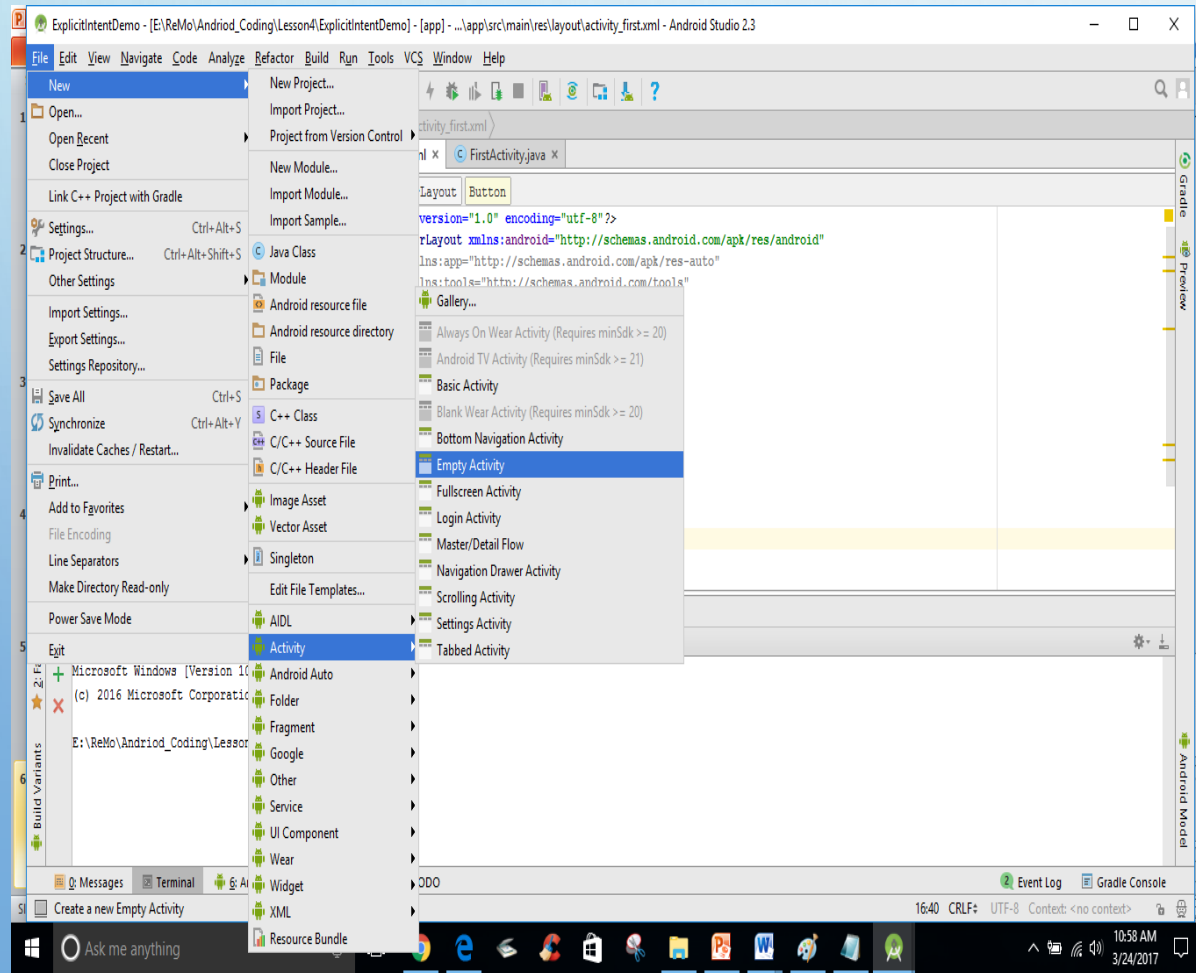 ExplicitIntentDemo - [E:\ReMo\Andriod_Coding\Lesson4\ExplicitIntentDemo] - [app] - ...\app\src\main\res\layout\activity_first.xml - Android Studio 2.3
File Edit View Navigate Code Analyze Refactor Build Run Tools VCS Window Help
New
Open...
Open Recent
Close Project
Link C++ Project with Gradle
Settings... Ctrl+Alt+S
Project Structure... Ctrl+Alt+Shift+S
Other Settings
Import Settings...
Export Settings...
Settings Repository...
Save All Ctrl+S
Synchronize Ctrl+Alt+Y
Invalidate Caches / Restart...
Print...
Add to Favorites
File Encoding
Line Separators
Make Directory Read-only
Power Save Mode
Exit
New Project...
Import Project...
Project from Version Control
New Module...
Import Module...
Import Sample...
Java Class
Module
Android resource file
Android resource directory
File
Package
C++ Class
C/C++ Source File
C/C++ Header File
Image Asset
Vector Asset
Singleton
Edit File Templates...
AIDL
Activity
Android Auto
Folder
Fragment
Google
Other
Service
UI Component
Wear
Widget
XML
Resource Bundle
Gallery...
Always On Wear Activity (Requires minSdk >= 20)
Android TV Activity (Requires minSdk >= 21)
Basic Activity
Blank Wear Activity (Requires minSdk >= 20)
Bottom Navigation Activity
Empty Activity
Fullscreen Activity
Login Activity
Master/Detail Flow
Navigation Drawer Activity
Scrolling Activity
Settings Activity
Tabbed Activity
ctivity_first.xml
ml FirstActivity.java
Layout Button
version="1.0" encoding="utf-8"?>
rLayout xmlns:android="http://schemas.android.com/apk/res/android"
lns:app="http://schemas.android.com/apk/res-auto"
lns:tools="http://schemas.android.com/tools"
Gradle
Preview
Android Model
1
2
3
4
5
6
2: Fa
Build Variants
Microsoft Windows [Version 10
(c) 2016 Microsoft Corporatio
E:\ReMo\Andriod_Coding\Lesson
0: Messages Terminal 6: A ODO 2 Event Log Gradle Console
Sl
Create a new Empty Activity 16:40 CRLF UTF-8 Context: <no context>
Ask me anything
10:58 AM
3/24/2017